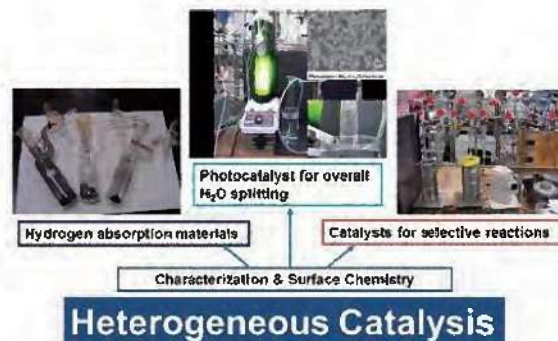 Photocatalyst for overall
H₂O splitting
Hydrogen absorption materials
Catalysts for selective reactions
Characterization & Surface Chemistry
Heterogeneous Catalysis